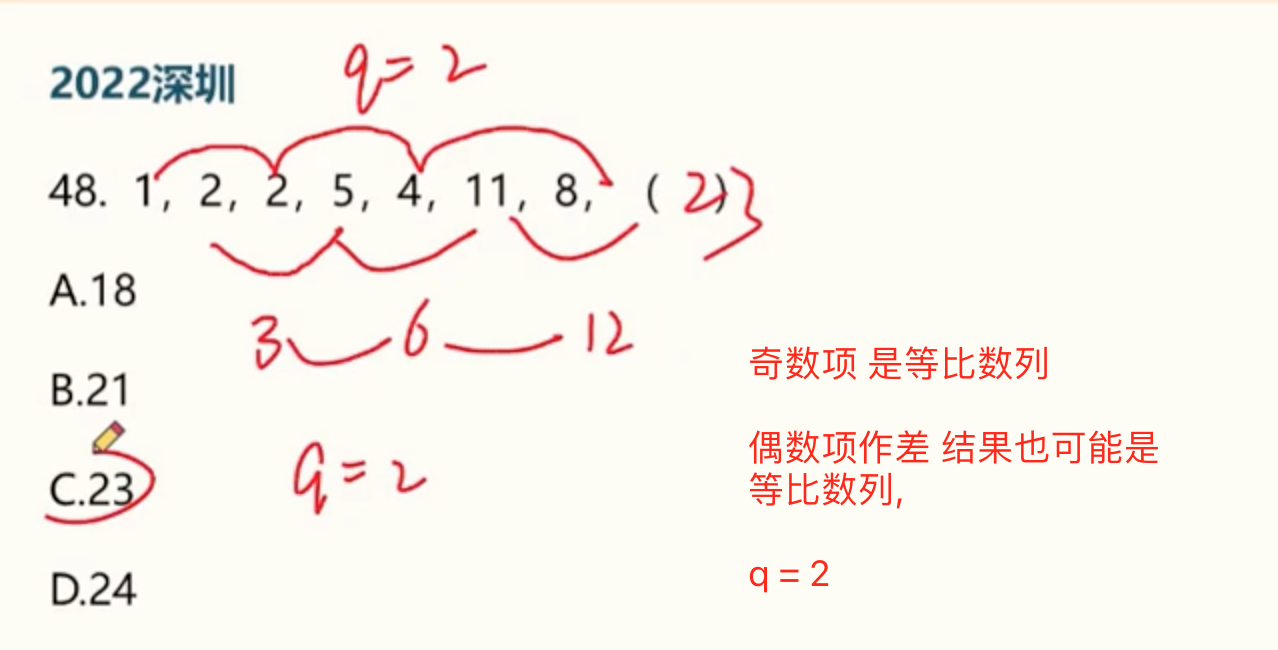 2022深圳
q=2
48. 1, 2, 2, 5, 4, 11, 8, ( 23 )
A.18
3 6 12
奇数项 是等比数列
B.21
偶数项作差 结果也可能是
等比数列,
C.23
q=2
q = 2
D.24